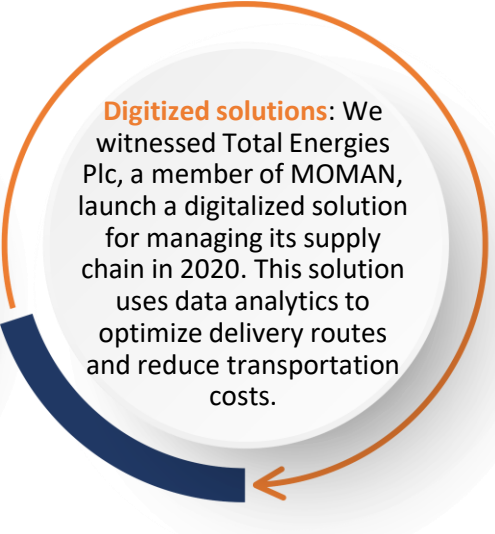 Digitized solutions: We
witnessed Total Energies
Plc, a member of MOMAN,
launch a digitalized solution
for managing its supply
chain in 2020. This solution
uses data analytics to
optimize delivery routes
and reduce transportation
costs.